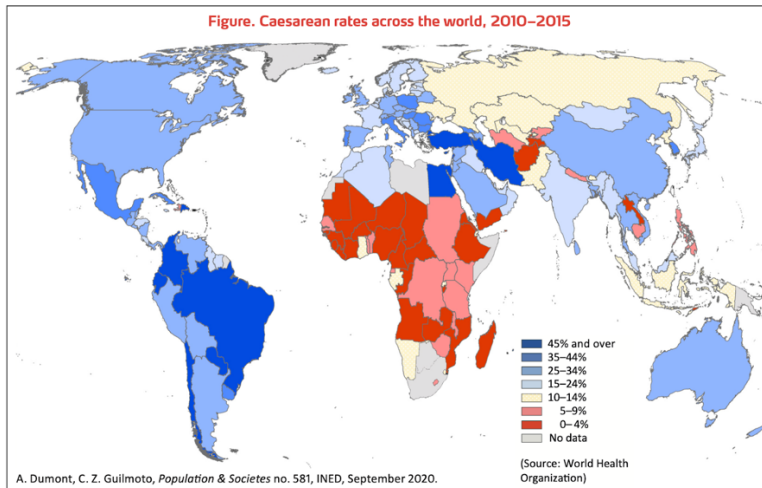 Figure. Caesarean rates across the world, 2010–2015
45% and over
35–44%
25–34%
15–24%
10–14%
5–9%
0–4%
No data
(Source: World Health
Organization)
A. Dumont, C. Z. Guilmoto, Population & Societes no. 581, INED, September 2020.